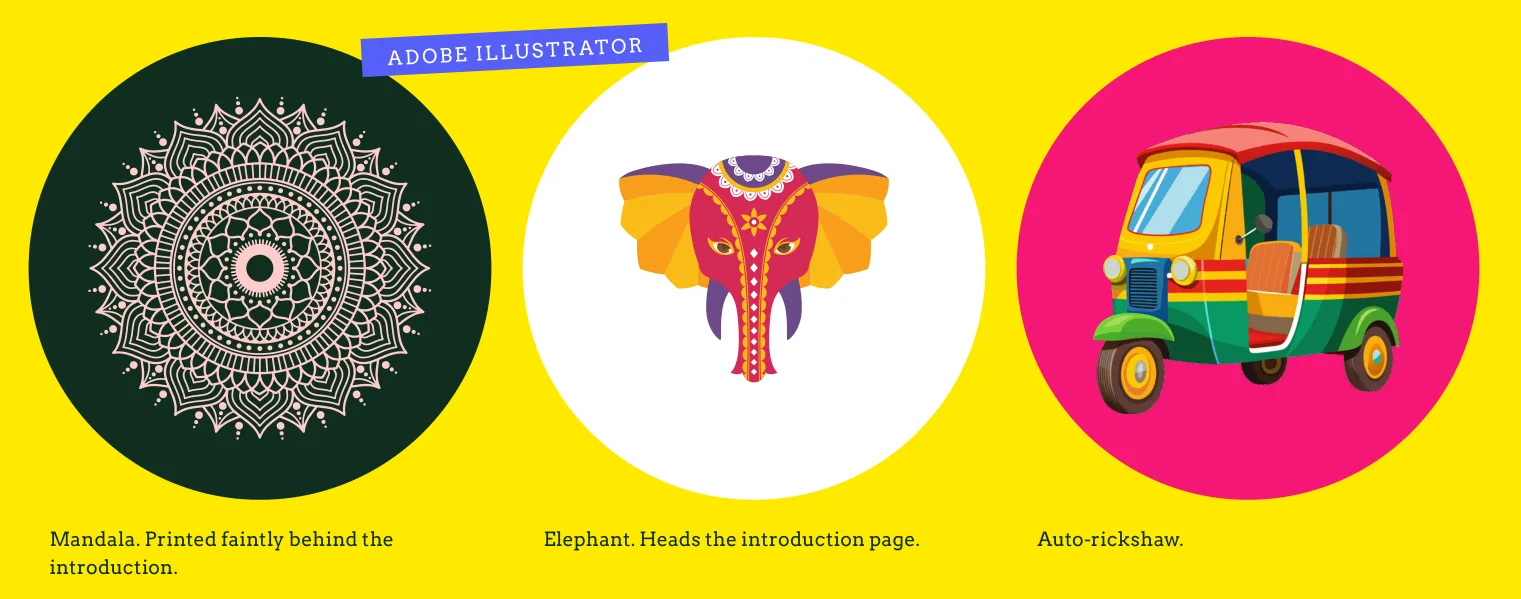 ADOBE ILLUSTRATOR
Mandala. Printed faintly behind the
introduction.
Elephant. Heads the introduction page.
Auto-rickshaw.